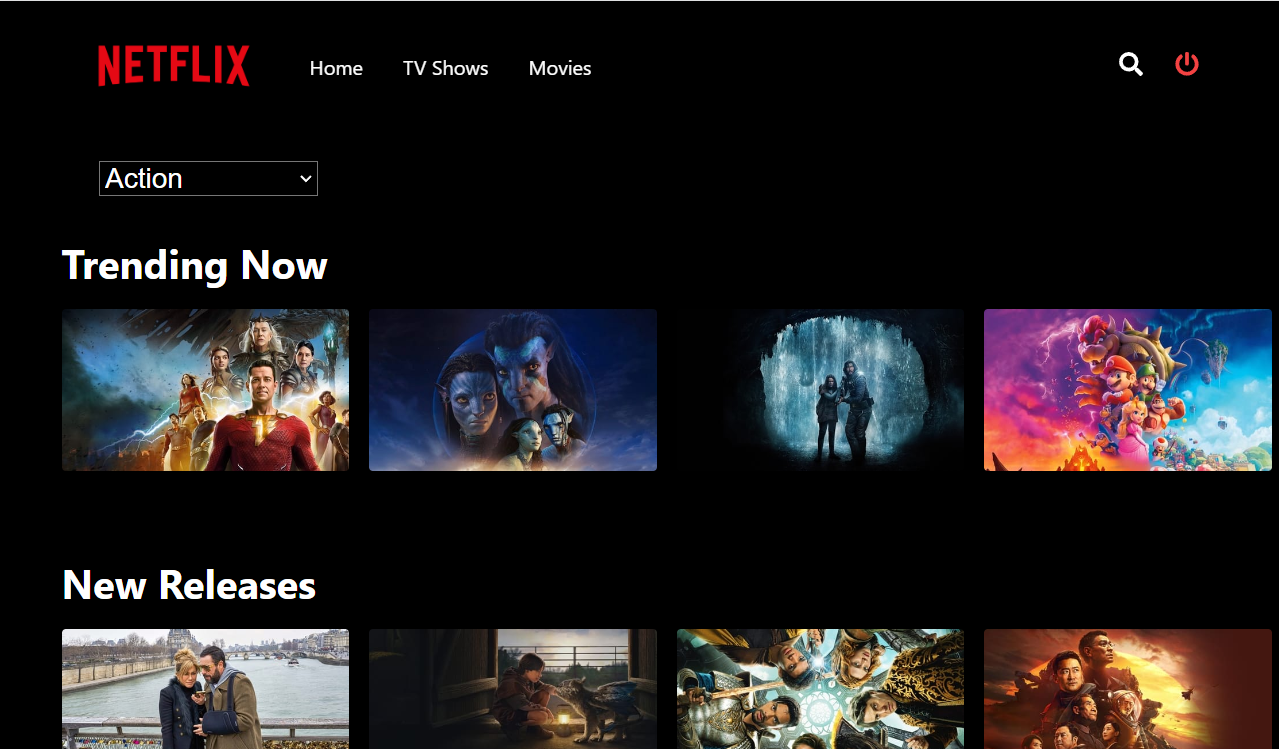 NETFLIX Home TV Shows Movies
Action
Trending Now
New Releases